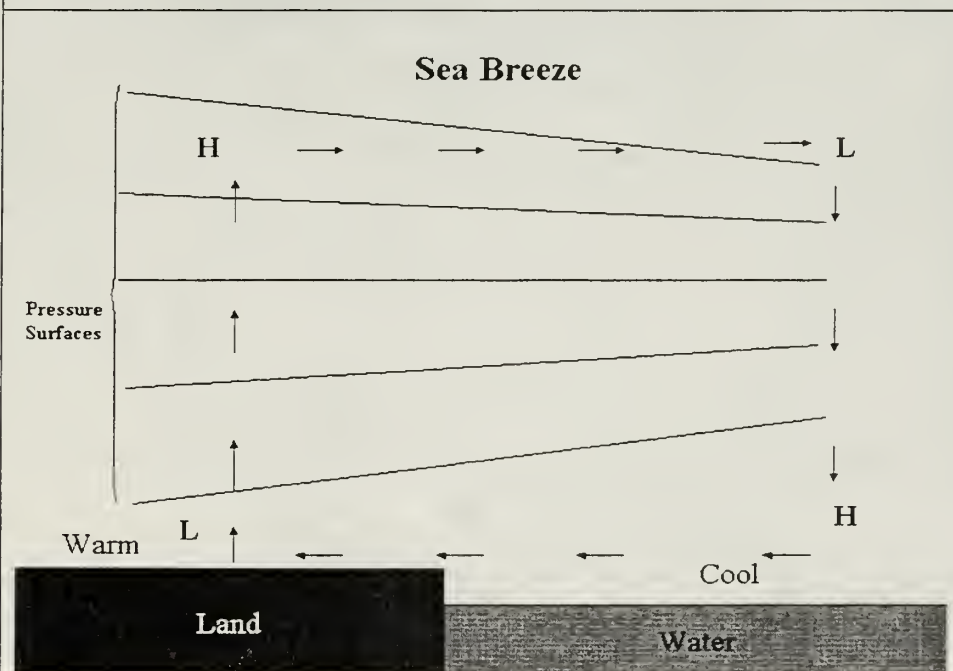 Sea Breeze
H
L
Pressure
Surfaces
L
H
Warm
Cool
Land
Water